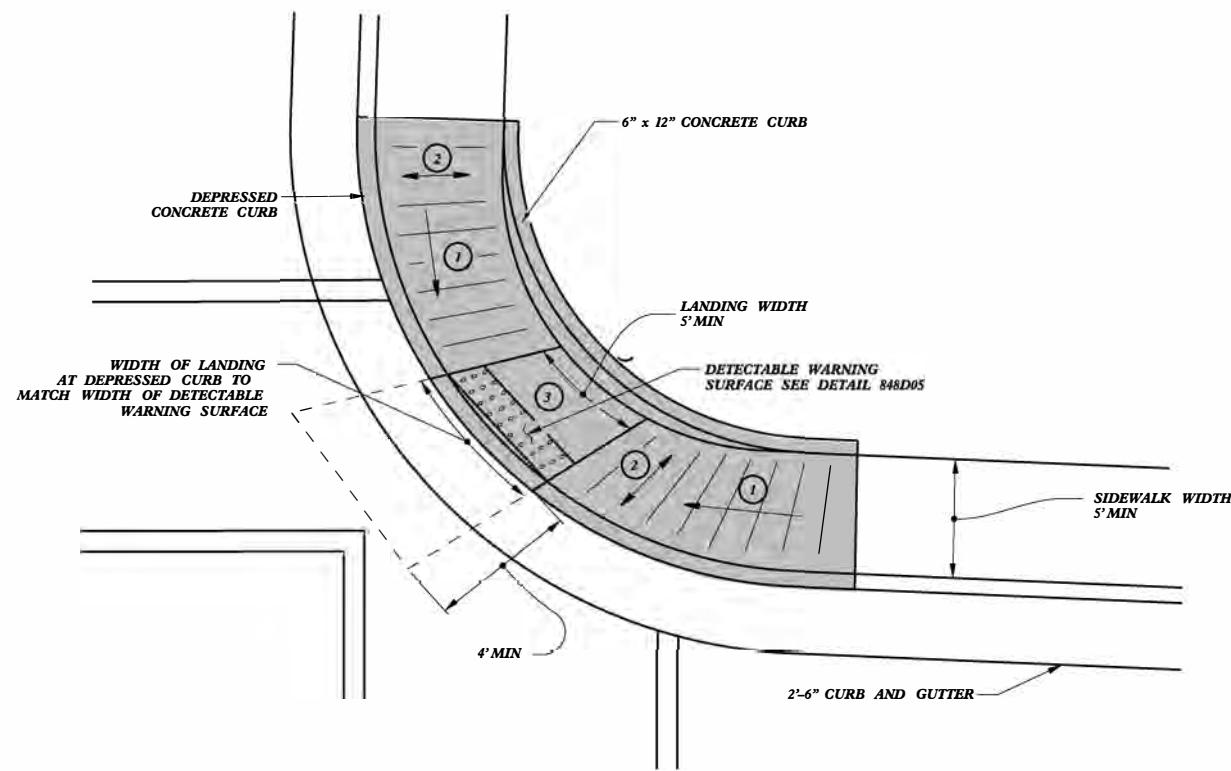 6” x 12” CONCRETE CURB
2
DEPRESSED
CONCRETE CURB
1
LANDING WIDTH
5’ MIN
WIDTH OF LANDING
AT DEPRESSED CURB TO
MATCH WIDTH OF DETECTABLE
WARNING SURFACE
DETECTABLE WARNING
SURFACE SEE DETAIL 848D05
3
2
1
SIDEWALK WIDTH
5’ MIN
4’ MIN
2’-6” CURB AND GUTTER